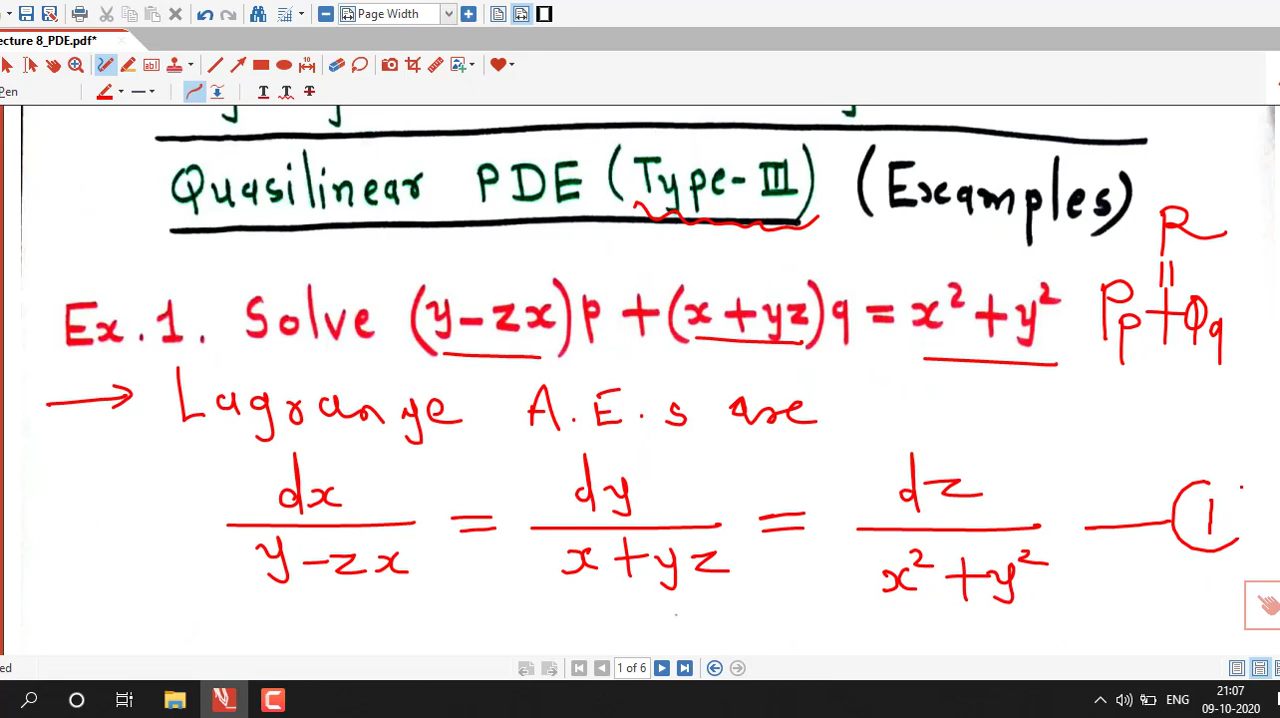 Page Width
ecture 8_PDE.pdf*
Pen
Quasilinear PDE (Type-III) (Examples)
Ex.1. Solve (y-zx)p+(x+yz)q = x²+y²
R
||
Pp+Qq
→ Lagrange A.E.s are
dx/(y-zx) = dy/(x+yz) = dz/(x²+y²) — ①
1 of 6
ed
ENG
21:07
09-10-2020